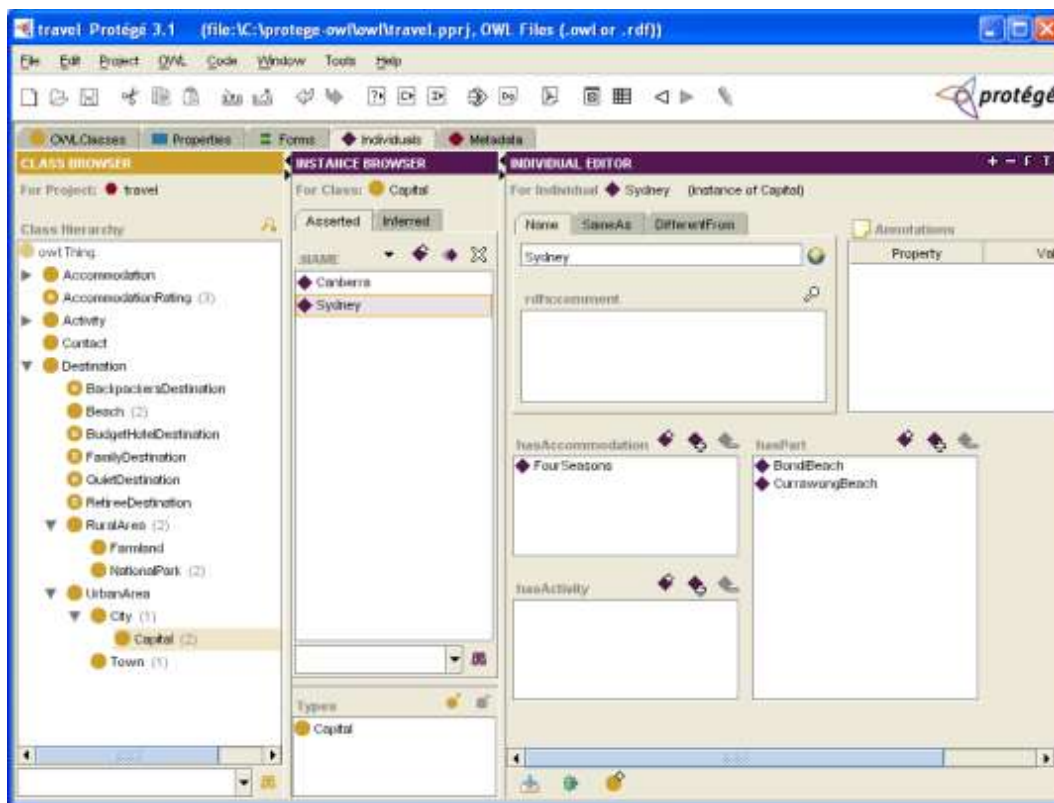 travel Protégé 3.1 (file:\C:\protege-owl\owl\travel.pprj, OWL Files (.owl or .rdf))
File Edit Project OWL Code Window Tools Help
protégé
OWLClasses Properties Forms Individuals Metadata
CLASS BROWSER
For Project: travel
Class Hierarchy
owl:Thing
Accommodation
AccommodationRating (3)
Activity
Contact
Destination
BackpackersDestination
Beach (2)
BudgetHotelDestination
FamilyDestination
QuietDestination
RetireeDestination
RuralArea (2)
Farmland
NationalPark (2)
UrbanArea
City (1)
Capital (2)
Town (1)
INSTANCE BROWSER
For Class: Capital
Asserted Inferred
NAME
Canberra
Sydney
Types
Capital
INDIVIDUAL EDITOR
+ - F T
For Individual Sydney (instance of Capital)
Name SameAs DifferentFrom
Sydney
rdfs:comment
Annotations
Property Val
hasAccommodation
FourSeasons
hasPart
BondiBeach
CurrawongBeach
hasActivity